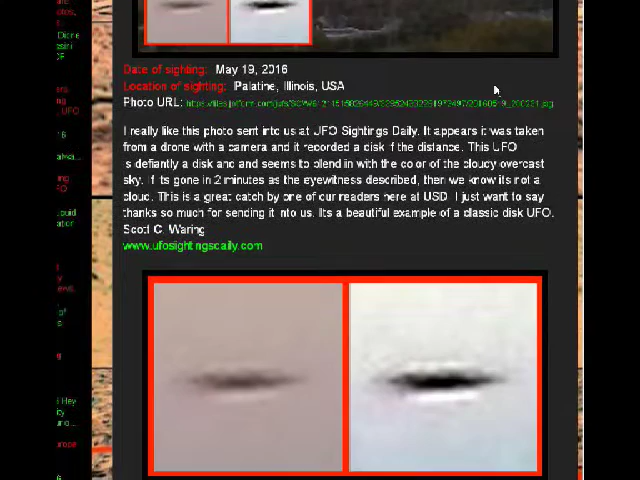 Date of sighting: May 19, 2016
Location of sighting: Palatine, Illinois, USA
Photo URL:
I really like this photo sent into us at UFO Sightings Daily. It appears it was taken
from a drone with a camera and it recorded a disk if the distance. This UFO
is defiantly a disk and and seems to blend in with the color of the cloudy overcast
sky. If its gone in 2 minutes as the eyewitness described, then we know its not a
cloud. This is a great catch by one of our readers here at USD. I just want to say
thanks so much for sending it into us. Its a beautiful example of a classic disk UFO.
Scott C. Waring
www.ufosightingsdaily.com